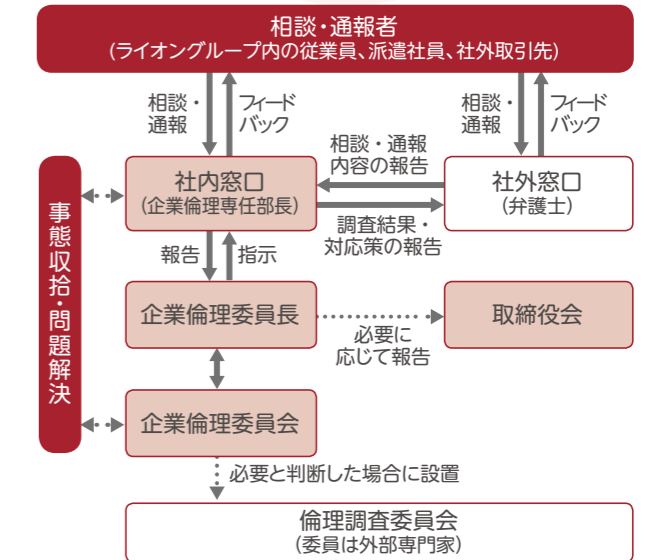 相談・通報者
(ライオングループ内の従業員、派遣社員、社外取引先)
相談・
通報
フィード
バック
相談・
通報
フィード
バック
相談・通報
内容の報告
社内窓口
(企業倫理専任部長)
社外窓口
(弁護士)
調査結果・
対応策の報告
事態収拾・問題解決
報告
指示
企業倫理委員長
取締役会
必要に
応じて報告
企業倫理委員会
必要と判断した場合に設置
倫理調査委員会
(委員は外部専門家)